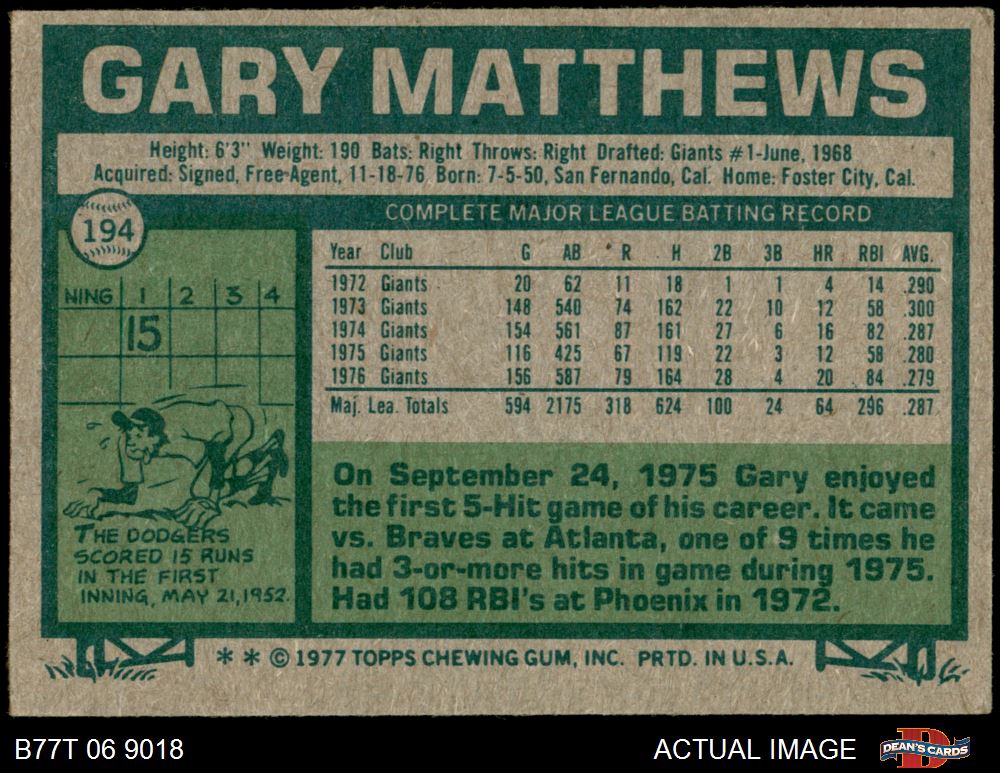 GARY MATTHEWS
Height: 6'3" Weight: 190 Bats: Right Throws: Right Drafted: Giants #1-June, 1968
Acquired: Signed, Free-Agent, 11-18-76 Born: 7-5-50, San Fernando, Cal. Home: Foster City, Cal.
194
COMPLETE MAJOR LEAGUE BATTING RECORD
Year Club G AB R H 2B 3B HR RBI AVG.
1972 Giants 20 62 11 18 1 1 4 14 .290
1973 Giants 148 540 74 162 22 10 12 58 .300
1974 Giants 154 561 87 161 27 6 16 82 .287
1975 Giants 116 425 67 119 22 3 12 58 .280
1976 Giants 156 587 79 164 28 4 20 84 .279
Maj. Lea. Totals 594 2175 318 624 100 24 64 296 .287
NING 1 2 3 4
15
THE DODGERS
SCORED 15 RUNS
IN THE FIRST
INNING, MAY 21, 1952.
On September 24, 1975 Gary enjoyed
the first 5-Hit game of his career. It came
vs. Braves at Atlanta, one of 9 times he
had 3-or-more hits in game during 1975.
Had 108 RBI's at Phoenix in 1972.
* * © 1977 TOPPS CHEWING GUM, INC. PRTD. IN U.S.A.
B77T 06 9018
ACTUAL IMAGE
B
DEAN'S CARDS